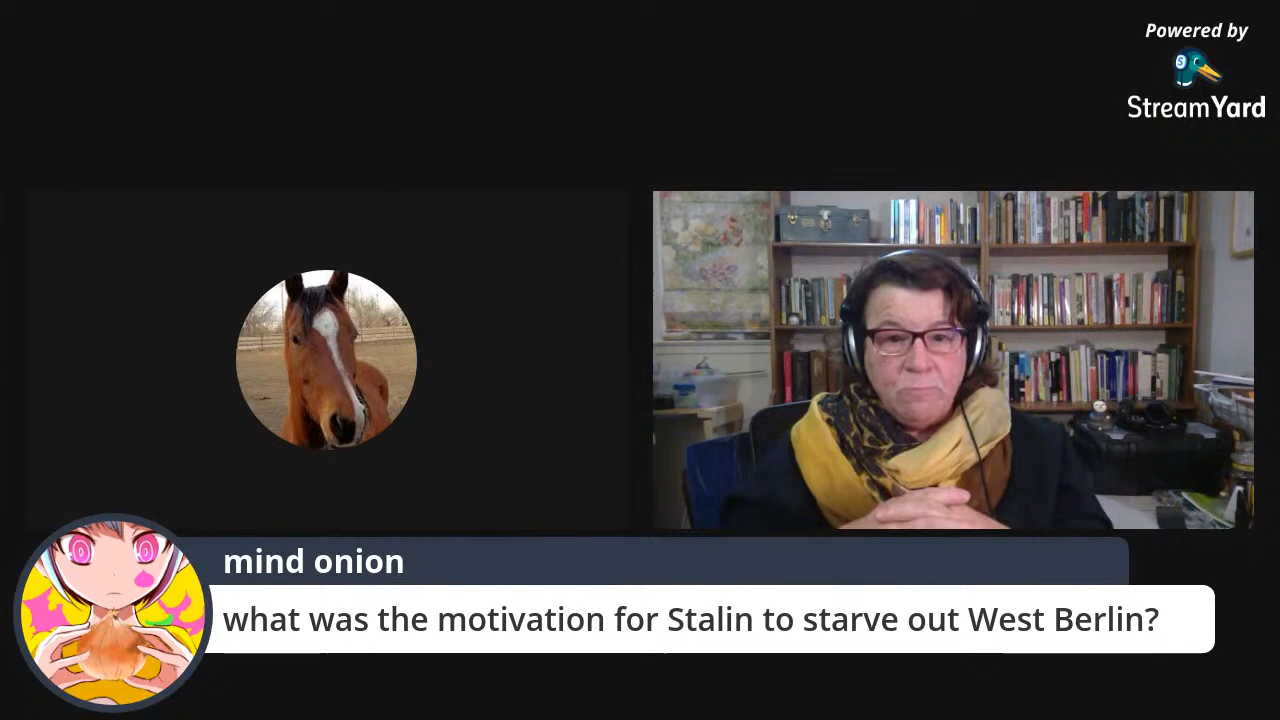 Powered by
StreamYard
mind onion
what was the motivation for Stalin to starve out West Berlin?